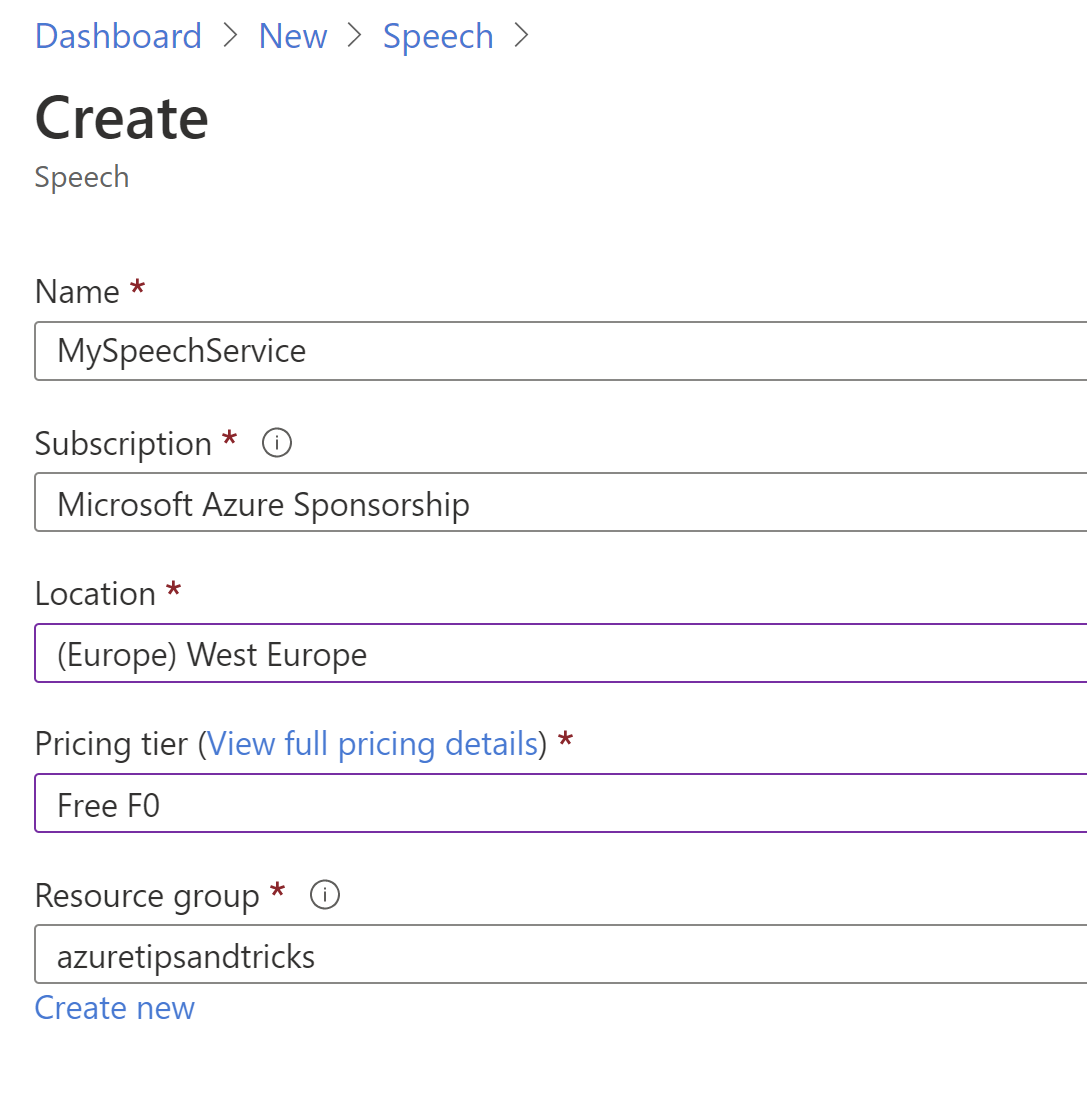 Dashboard > New > Speech >
Create
Speech
Name *
MySpeechService
Subscription *
Microsoft Azure Sponsorship
Location *
(Europe) West Europe
Pricing tier (View full pricing details) *
Free F0
Resource group *
azuretipsandtricks
Create new